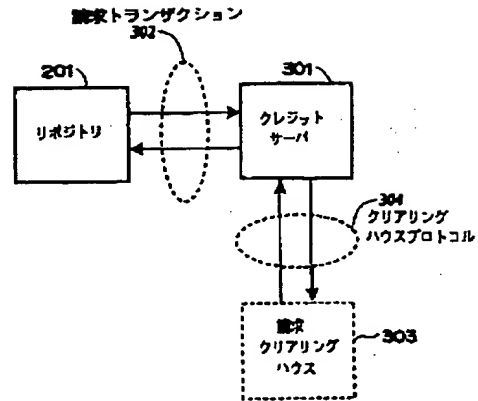 請求トランザクション
302
201
リポジトリ
301
クレジット
サーバ
304
クリアリング
ハウスプロトコル
請求
クリアリング
ハウス
303